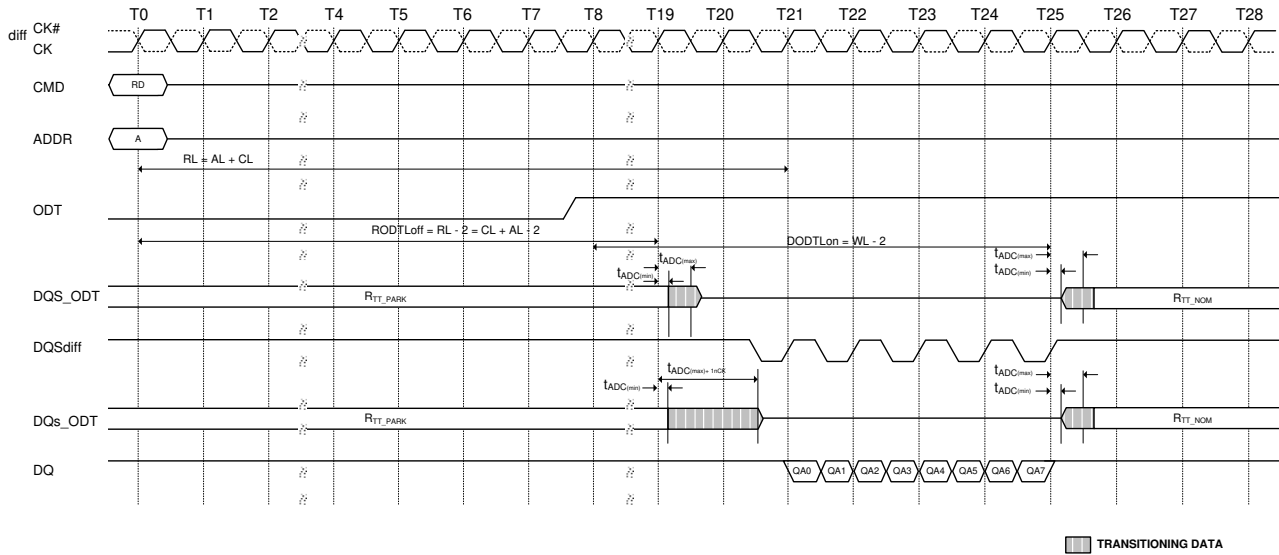 T0 T1 T2 T4 T5 T6 T7 T8 T19 T20 T21 T22 T23 T24 T25 T26 T27 T28
diff CK#
CK
CMD RD
ADDR A
RL = AL + CL
ODT
RODTLoff = RL - 2 = CL + AL - 2
DODTLon = WL - 2
tADC(max) tADC(max)
tADC(min) tADC(min)
DQS_ODT RTT_PARK RTT_NOM
DQSdiff
tADC(max)+ 1nCK tADC(max)
tADC(min) tADC(min)
DQs_ODT RTT_PARK RTT_NOM
DQ QA0 QA1 QA2 QA3 QA4 QA5 QA6 QA7
TRANSITIONING DATA